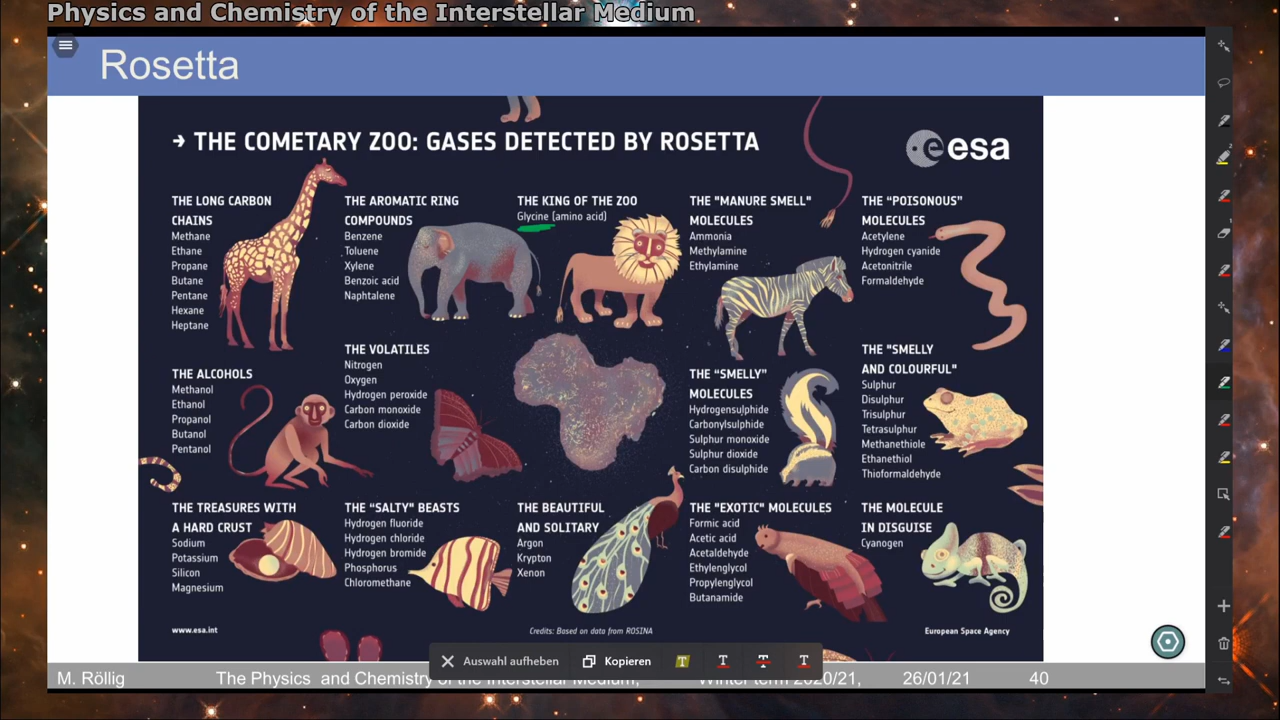 Physics and Chemistry of the Interstellar Medium
Rosetta
→ THE COMETARY ZOO: GASES DETECTED BY ROSETTA
esa
THE LONG CARBON
CHAINS
Methane
Ethane
Propane
Butane
Pentane
Hexane
Heptane
THE AROMATIC RING
COMPOUNDS
Benzene
Toluene
Xylene
Benzoic acid
Naphtalene
THE KING OF THE ZOO
Glycine (amino acid)
THE "MANURE SMELL"
MOLECULES
Ammonia
Methylamine
Ethylamine
THE "POISONOUS"
MOLECULES
Acetylene
Hydrogen cyanide
Acetonitrile
Formaldehyde
THE ALCOHOLS
Methanol
Ethanol
Propanol
Butanol
Pentanol
THE VOLATILES
Nitrogen
Oxygen
Hydrogen peroxide
Carbon monoxide
Carbon dioxide
THE "SMELLY"
MOLECULES
Hydrogensulphide
Carbonylsulphide
Sulphur monoxide
Sulphur dioxide
Carbon disulphide
THE "SMELLY
AND COLOURFUL"
Sulphur
Disulphur
Trisulphur
Tetrasulphur
Methanethiole
Ethanethiol
Thioformaldehyde
THE TREASURES WITH
A HARD CRUST
Sodium
Potassium
Silicon
Magnesium
THE "SALTY" BEASTS
Hydrogen fluoride
Hydrogen chloride
Hydrogen bromide
Phosphorus
Chloromethane
THE BEAUTIFUL
AND SOLITARY
Argon
Krypton
Xenon
THE "EXOTIC" MOLECULES
Formic acid
Acetic acid
Acetaldehyde
Ethylenglycol
Propylenglycol
Butanamide
THE MOLECULE
IN DISGUISE
Cyanogen
www.esa.int
Credits: Based on data from ROSINA
European Space Agency
Auswahl aufheben
Kopieren
M. Röllig
The Physics and Chemistry of the Interstellar Medium,
Winter term 2020/21,
26/01/21
40